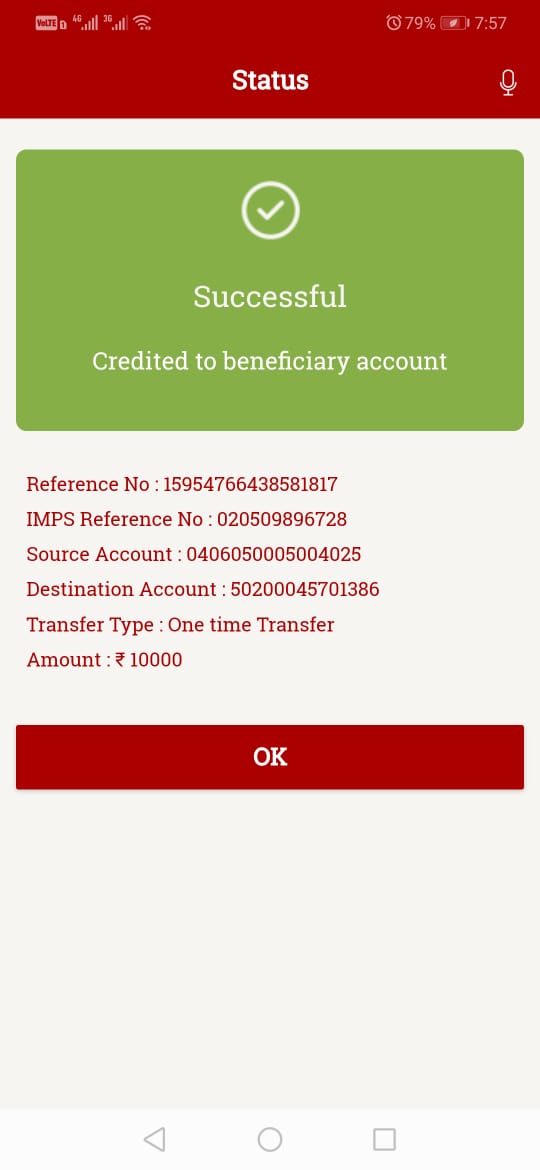 VoLTE 1 4G 3G 79% 7:57
Status
Successful
Credited to beneficiary account
Reference No : 15954766438581817
IMPS Reference No : 020509896728
Source Account : 0406050005004025
Destination Account : 50200045701386
Transfer Type : One time Transfer
Amount : ₹ 10000
OK